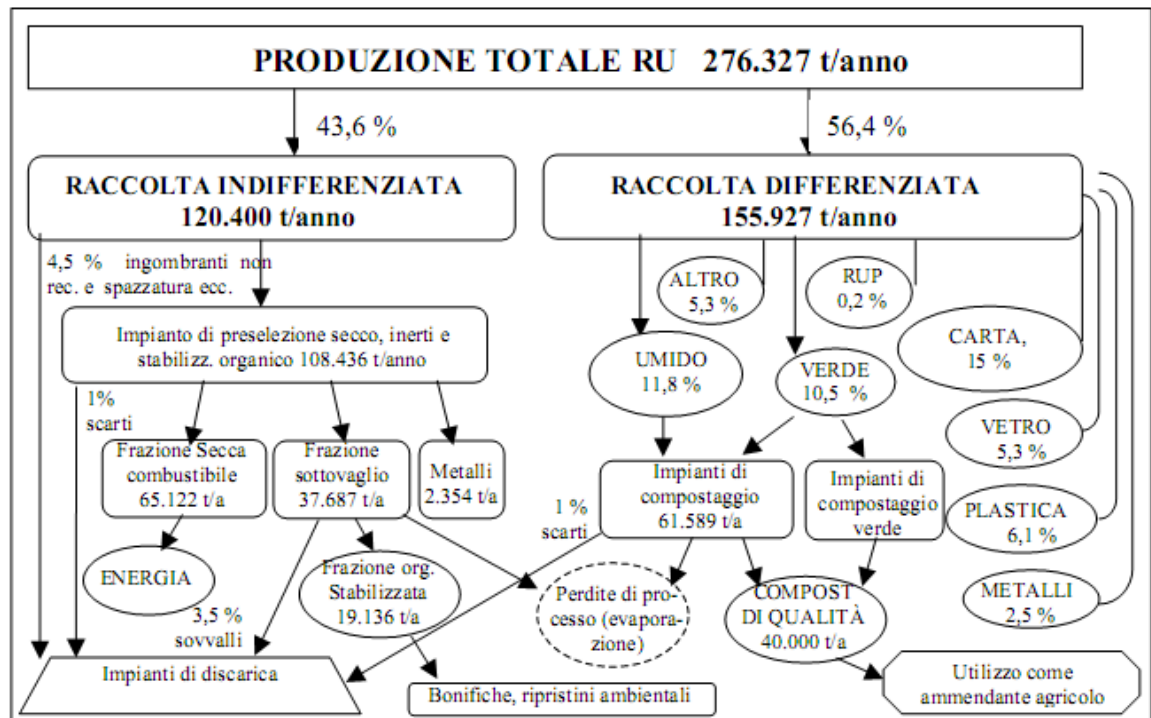 PRODUZIONE TOTALE RU 276.327 t/anno
43,6 %
56,4 %
RACCOLTA INDIFFERENZIATA
120.400 t/anno
RACCOLTA DIFFERENZIATA
155.927 t/anno
4,5 % ingombranti non
rec. e spazzatura ecc.
ALTRO
5,3 %
RUP
0,2 %
Impianto di preselezione secco, inerti e
stabilizz. organico 108.436 t/anno
UMIDO
11,8 %
VERDE
10,5 %
CARTA,
15 %
1%
scarti
VETRO
5,3 %
Frazione Secca
combustibile
65.122 t/a
Frazione
sottovaglio
37.687 t/a
Metalli
2.354 t/a
1 %
scarti
Impianti di
compostaggio
61.589 t/a
Impianti di
compostaggio
verde
PLASTICA
6,1 %
ENERGIA
Frazione org.
Stabilizzata
19.136 t/a
Perdite di pro-
cesso (evapora-
zione)
COMPOST
DI QUALITÀ
40.000 t/a
METALLI
2,5 %
3,5 %
sovvalli
Impianti di discarica
Bonifiche, ripristini ambientali
Utilizzo come
ammendante agricolo